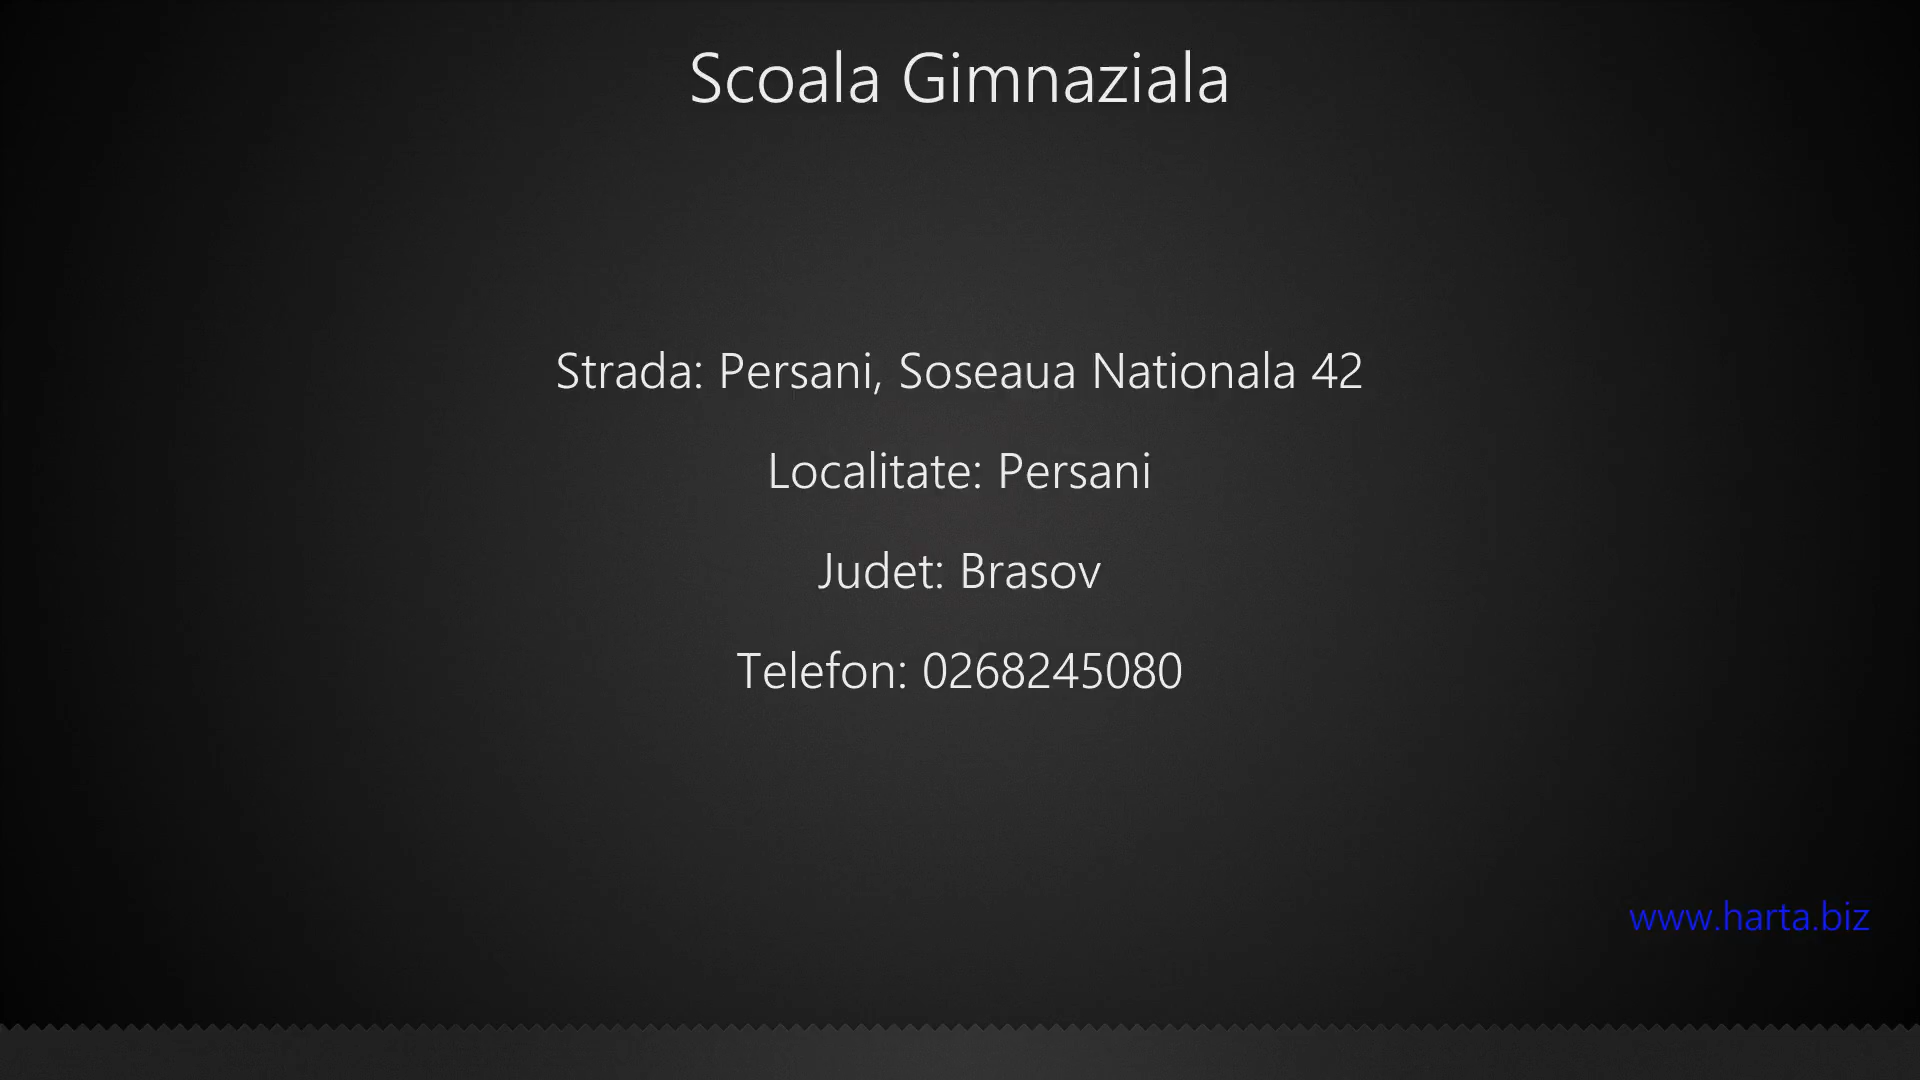 Scoala Gimnaziala
Strada: Persani, Soseaua Nationala 42
Localitate: Persani
Judet: Brasov
Telefon: 0268245080
www.harta.biz